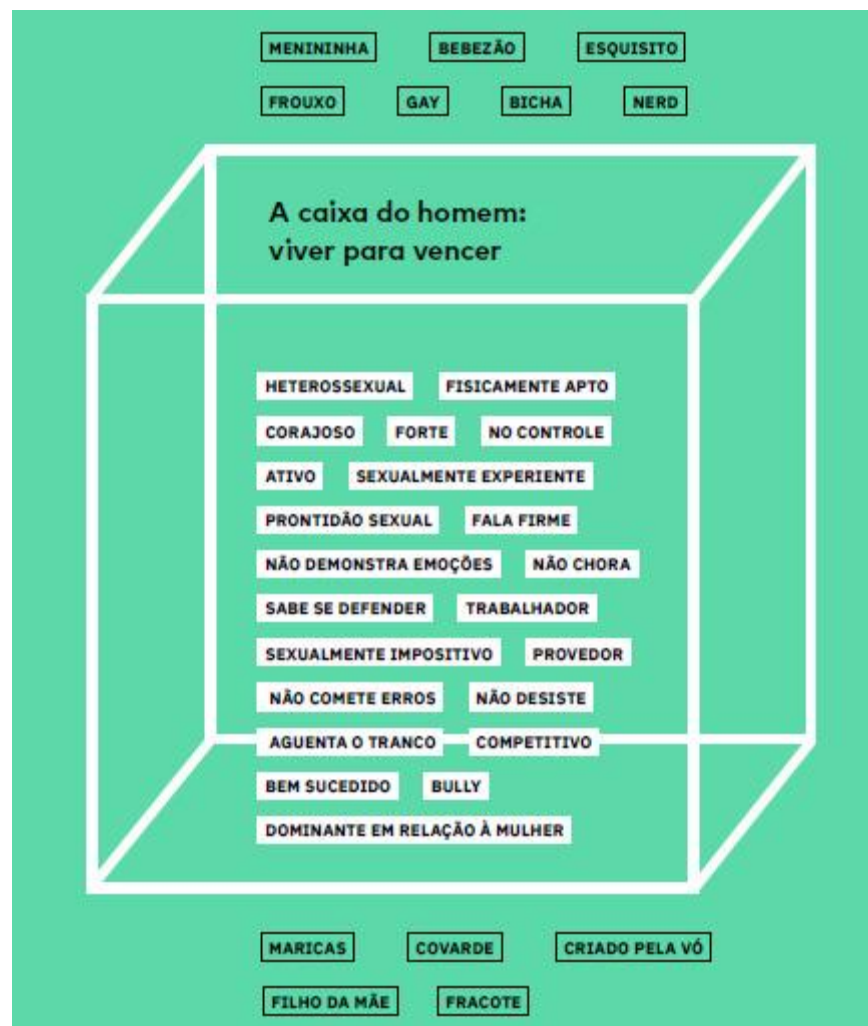 MENININHA BEBEZÃO ESQUISITO
FROUXO GAY BICHA NERD
A caixa do homem:
viver para vencer
HETEROSSEXUAL FISICAMENTE APTO
CORAJOSO FORTE NO CONTROLE
ATIVO SEXUALMENTE EXPERIENTE
PRONTIDÃO SEXUAL FALA FIRME
NÃO DEMONSTRA EMOÇÕES NÃO CHORA
SABE SE DEFENDER TRABALHADOR
SEXUALMENTE IMPOSITIVO PROVEDOR
NÃO COMETE ERROS NÃO DESISTE
AGUENTA O TRANCO COMPETITIVO
BEM SUCEDIDO BULLY
DOMINANTE EM RELAÇÃO À MULHER
MARICAS COVARDE CRIADO PELA VÓ
FILHO DA MÃE FRACOTE